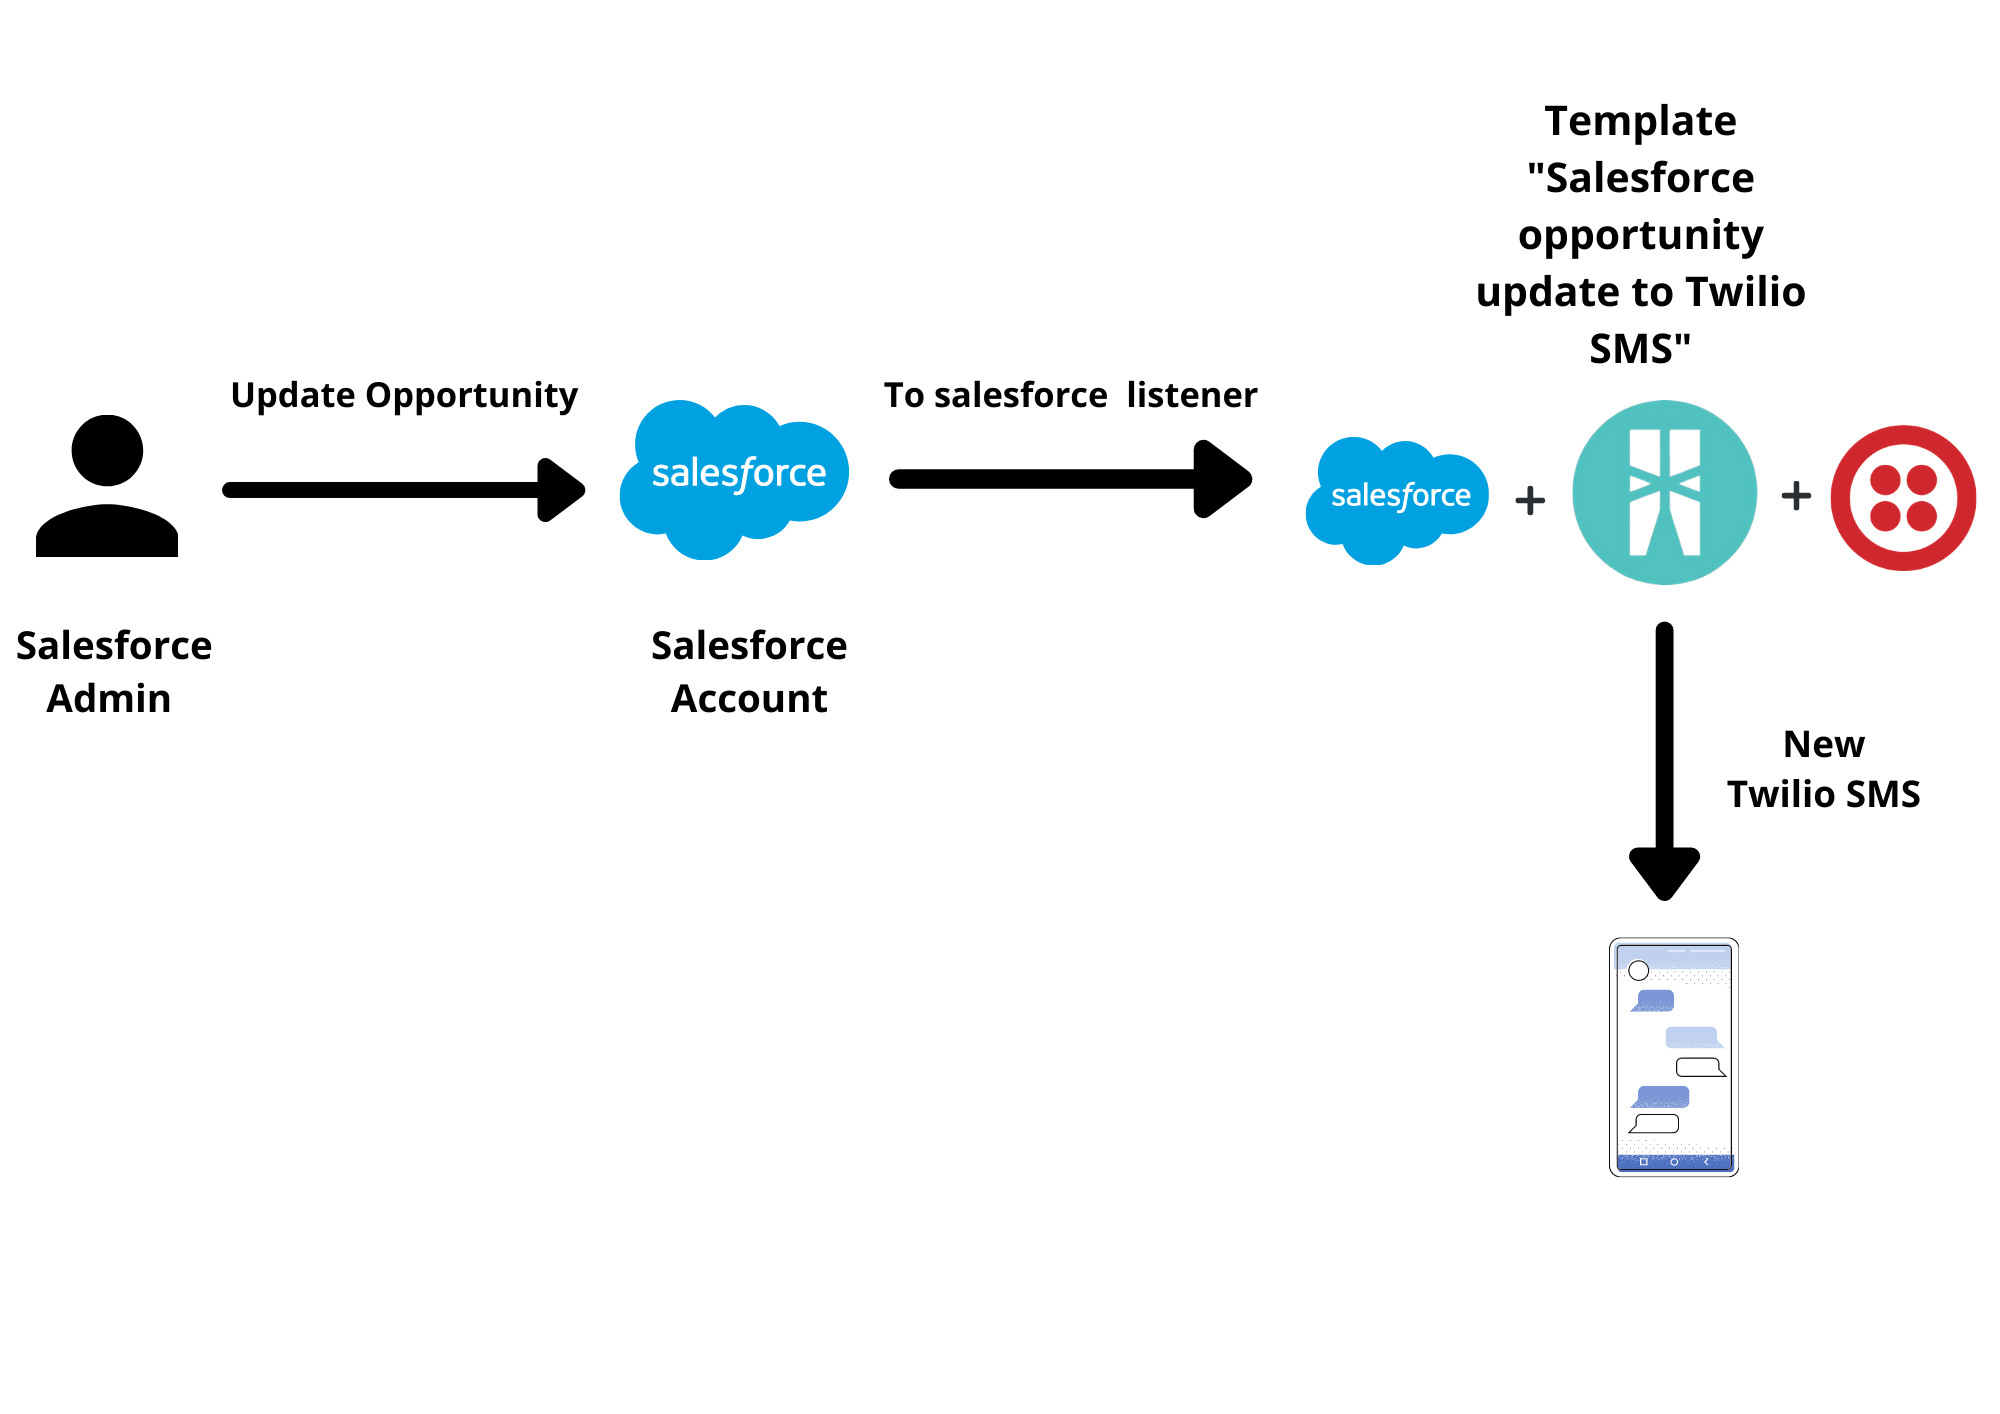 Template
"Salesforce
opportunity
update to Twilio
SMS"
Update Opportunity
To salesforce  listener
salesforce
salesforce
+
+
Salesforce
Admin
Salesforce
Account
New
Twilio SMS